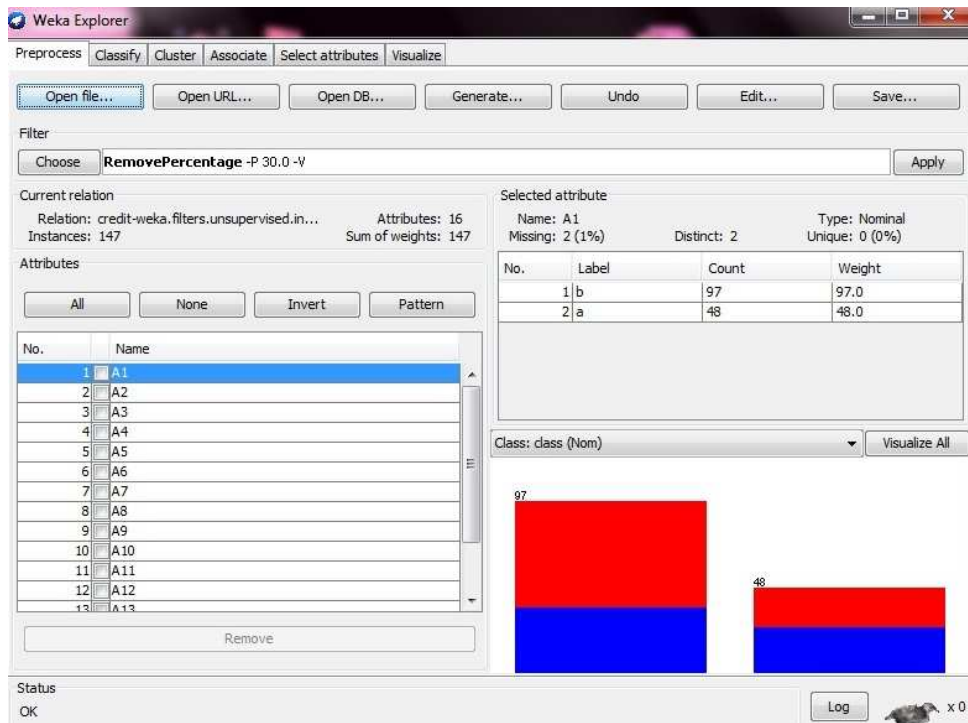 Weka Explorer
Preprocess Classify Cluster Associate Select attributes Visualize
Open file... Open URL... Open DB... Generate... Undo Edit... Save...
Filter
Choose RemovePercentage -P 30.0 -V Apply
Current relation
Relation: credit-weka.filters.unsupervised.in... Attributes: 16
Instances: 147 Sum of weights: 147
Attributes
All None Invert Pattern
No. Name
1 A1
2 A2
3 A3
4 A4
5 A5
6 A6
7 A7
8 A8
9 A9
10 A10
11 A11
12 A12
13 A13
Remove
Selected attribute
Name: A1 Type: Nominal
Missing: 2 (1%) Distinct: 2 Unique: 0 (0%)
No. Label Count Weight
1 b 97 97.0
2 a 48 48.0
Class: class (Nom) Visualize All
97
48
Status
OK
Log x 0